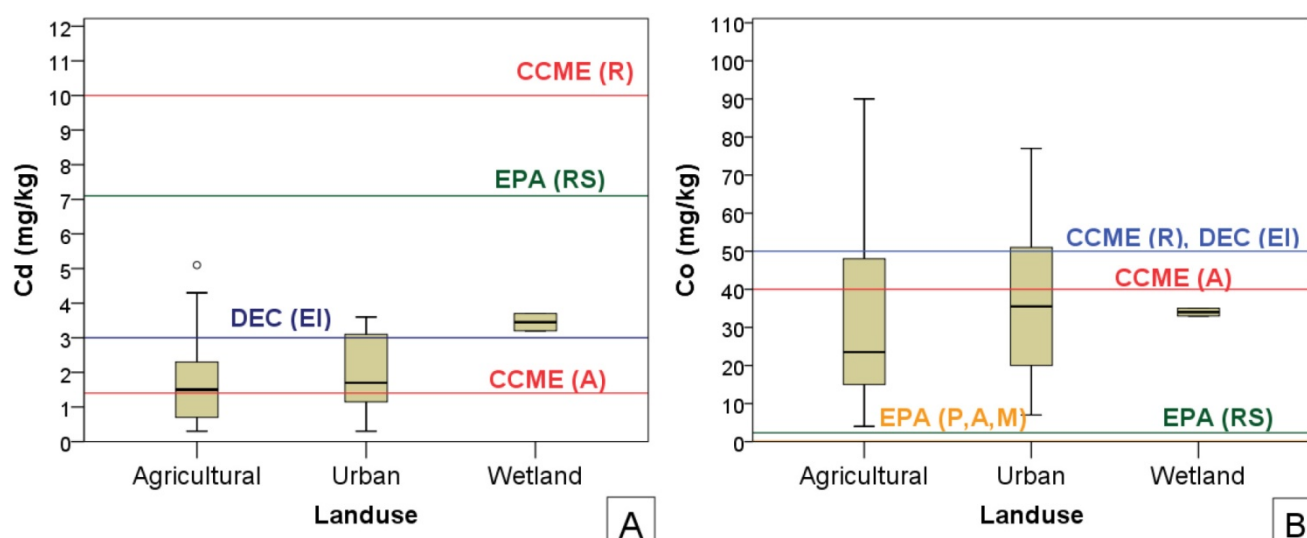 12
11
CCME (R)
10
9
8
EPA (RS)
7
6
5
4
DEC (EI)
3
2
CCME (A)
1
0
Cd (mg/kg)
Agricultural Urban Wetland
Landuse
A
110
100
90
80
70
60
50
CCME (R), DEC (EI)
40
CCME (A)
30
20
10
EPA (P,A,M) EPA (RS)
0
Co (mg/kg)
Agricultural Urban Wetland
Landuse
B